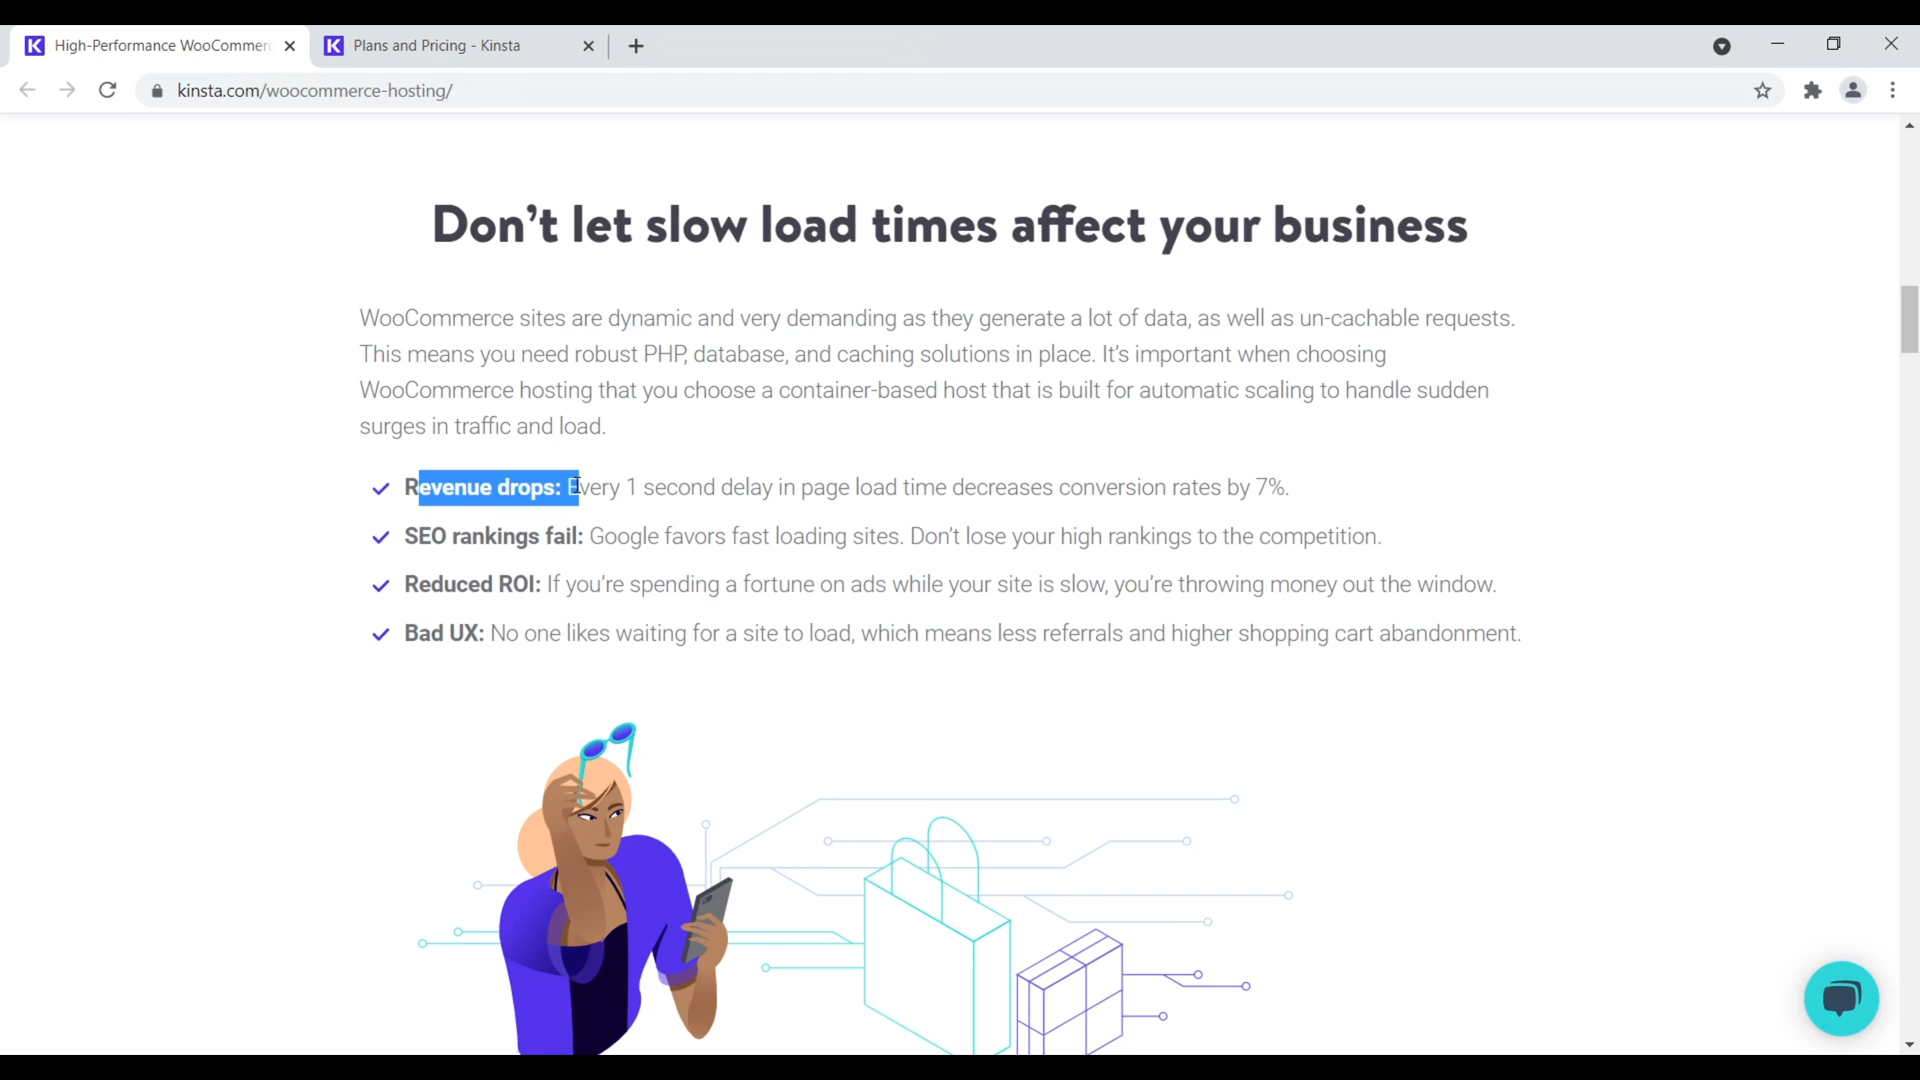 High-Performance WooCommerc
Plans and Pricing - Kinsta
kinsta.com/woocommerce-hosting/
Don’t let slow load times affect your business
WooCommerce sites are dynamic and very demanding as they generate a lot of data, as well as un-cachable requests.
This means you need robust PHP, database, and caching solutions in place. It’s important when choosing
WooCommerce hosting that you choose a container-based host that is built for automatic scaling to handle sudden
surges in traffic and load.
Revenue drops: Every 1 second delay in page load time decreases conversion rates by 7%.
SEO rankings fail: Google favors fast loading sites. Don’t lose your high rankings to the competition.
Reduced ROI: If you’re spending a fortune on ads while your site is slow, you’re throwing money out the window.
Bad UX: No one likes waiting for a site to load, which means less referrals and higher shopping cart abandonment.